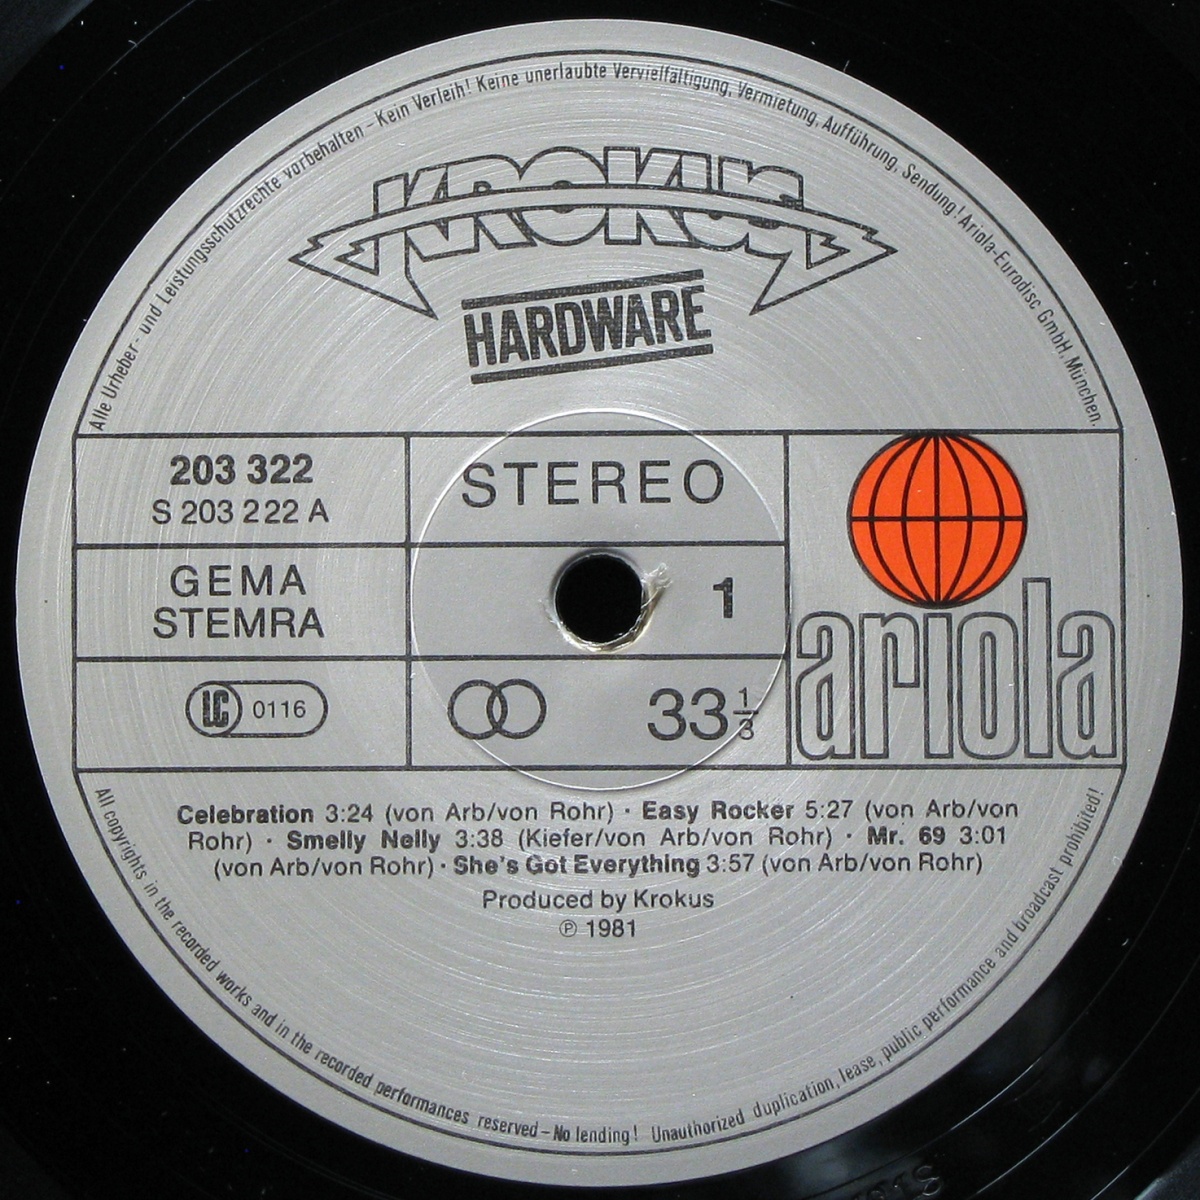 Alle Urheber- und Leistungsschutzrechte vorbehalten – Kein Verleih! Keine unerlaubte Vervielfältigung, Vermietung, Aufführung, Sendung! Ariola-Eurodisc GmbH, München.
KROKUS
HARDWARE
203 322
S 203 222 A
STEREO
GEMA
STEMRA
1
LC 0116
33 1/3
ariola
Celebration 3:24 (von Arb/von Rohr) · Easy Rocker 5:27 (von Arb/von
Rohr) · Smelly Nelly 3:38 (Kiefer/von Arb/von Rohr) · Mr. 69 3:01
(von Arb/von Rohr) · She's Got Everything 3:57 (von Arb/von Rohr)
Produced by Krokus
℗ 1981
All copyrights in the recorded works and in the recorded performances reserved – No lending! Unauthorized duplication, lease, public performance and broadcast prohibited!